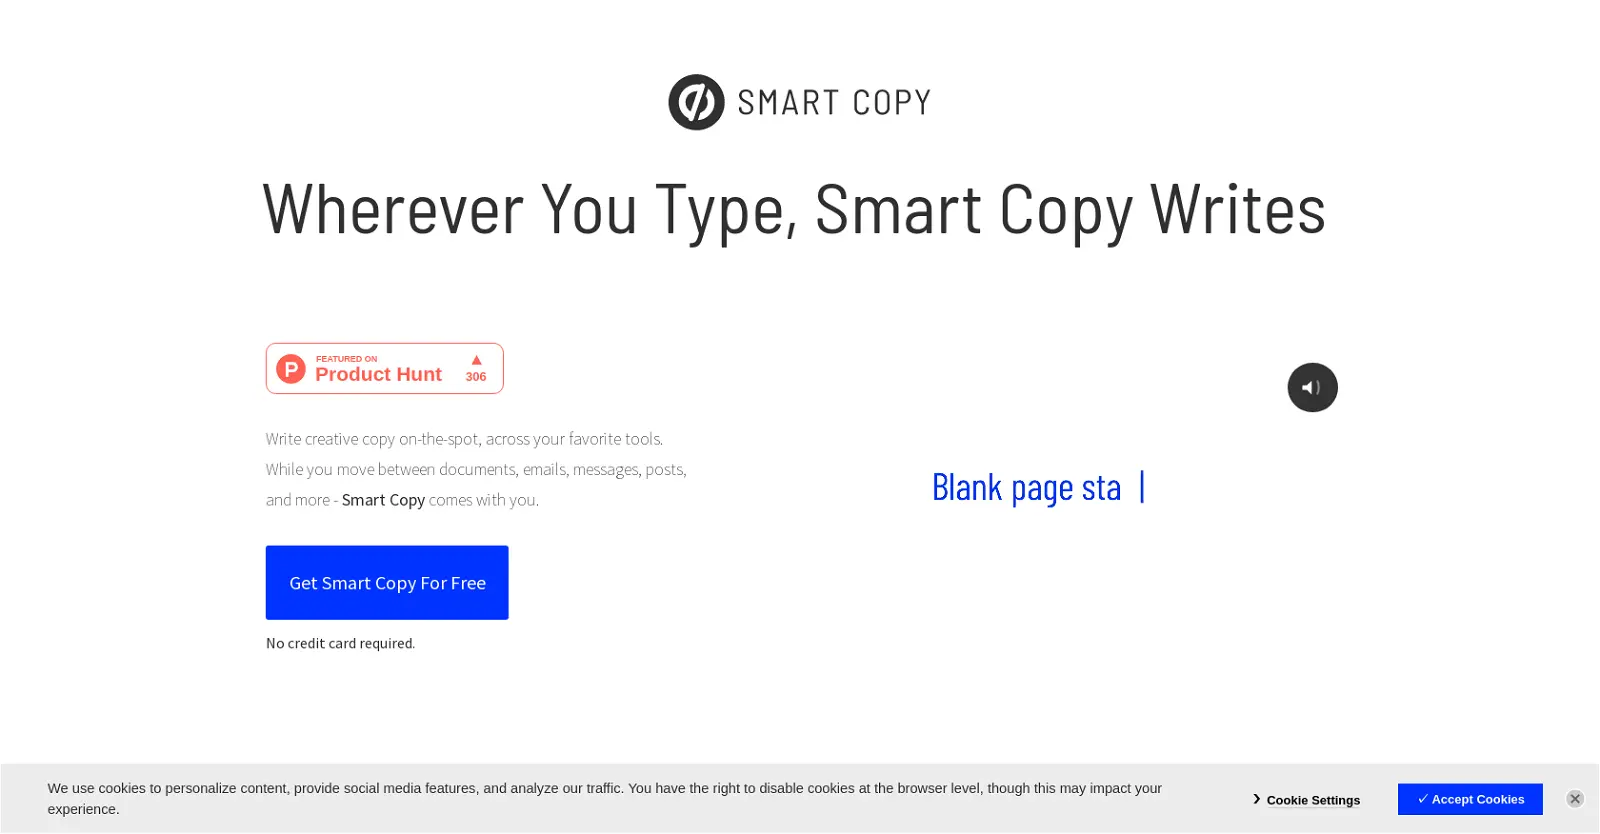 SMART COPY
Wherever You Type, Smart Copy Writes
FEATURED ON
Product Hunt
306
Write creative copy on-the-spot, across your favorite tools.
While you move between documents, emails, messages, posts,
and more - Smart Copy comes with you.
Blank page sta
Get Smart Copy For Free
No credit card required.
We use cookies to personalize content, provide social media features, and analyze our traffic. You have the right to disable cookies at the browser level, though this may impact your
experience.
Cookie Settings
✓ Accept Cookies